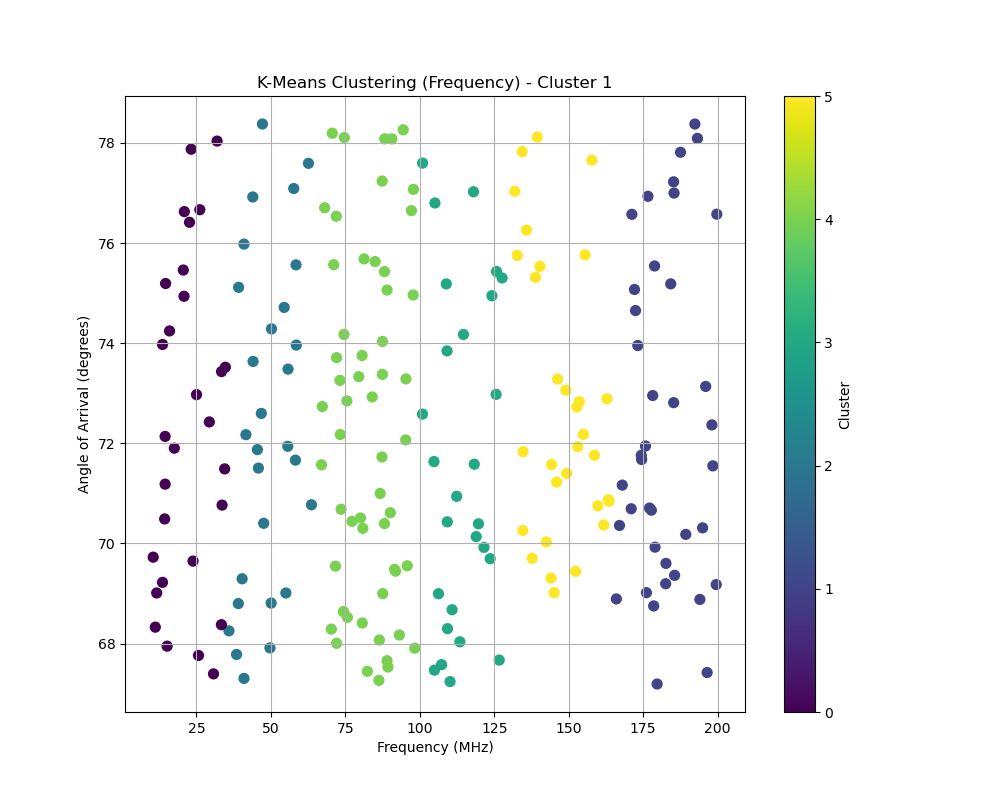 K-Means Clustering (Frequency) - Cluster 1
Angle of Arrival (degrees)
78
76
74
72
70
68
25 50 75 100 125 150 175 200
Frequency (MHz)
5
4
3
2
1
0
Cluster